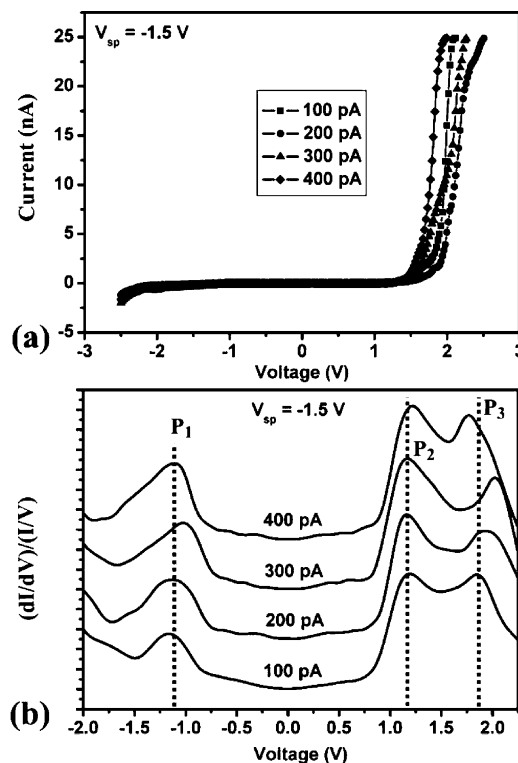 V_sp = -1.5 V
100 pA
200 pA
300 pA
400 pA
Current (nA)
25
20
15
10
5
0
-5
-3 -2 -1 0 1 2 3
Voltage (V)
(a)
V_sp = -1.5 V
P_1
P_2
P_3
400 pA
300 pA
200 pA
100 pA
(dI/dV)/(I/V)
-2.0 -1.5 -1.0 -0.5 0.0 0.5 1.0 1.5 2.0
Voltage (V)
(b)